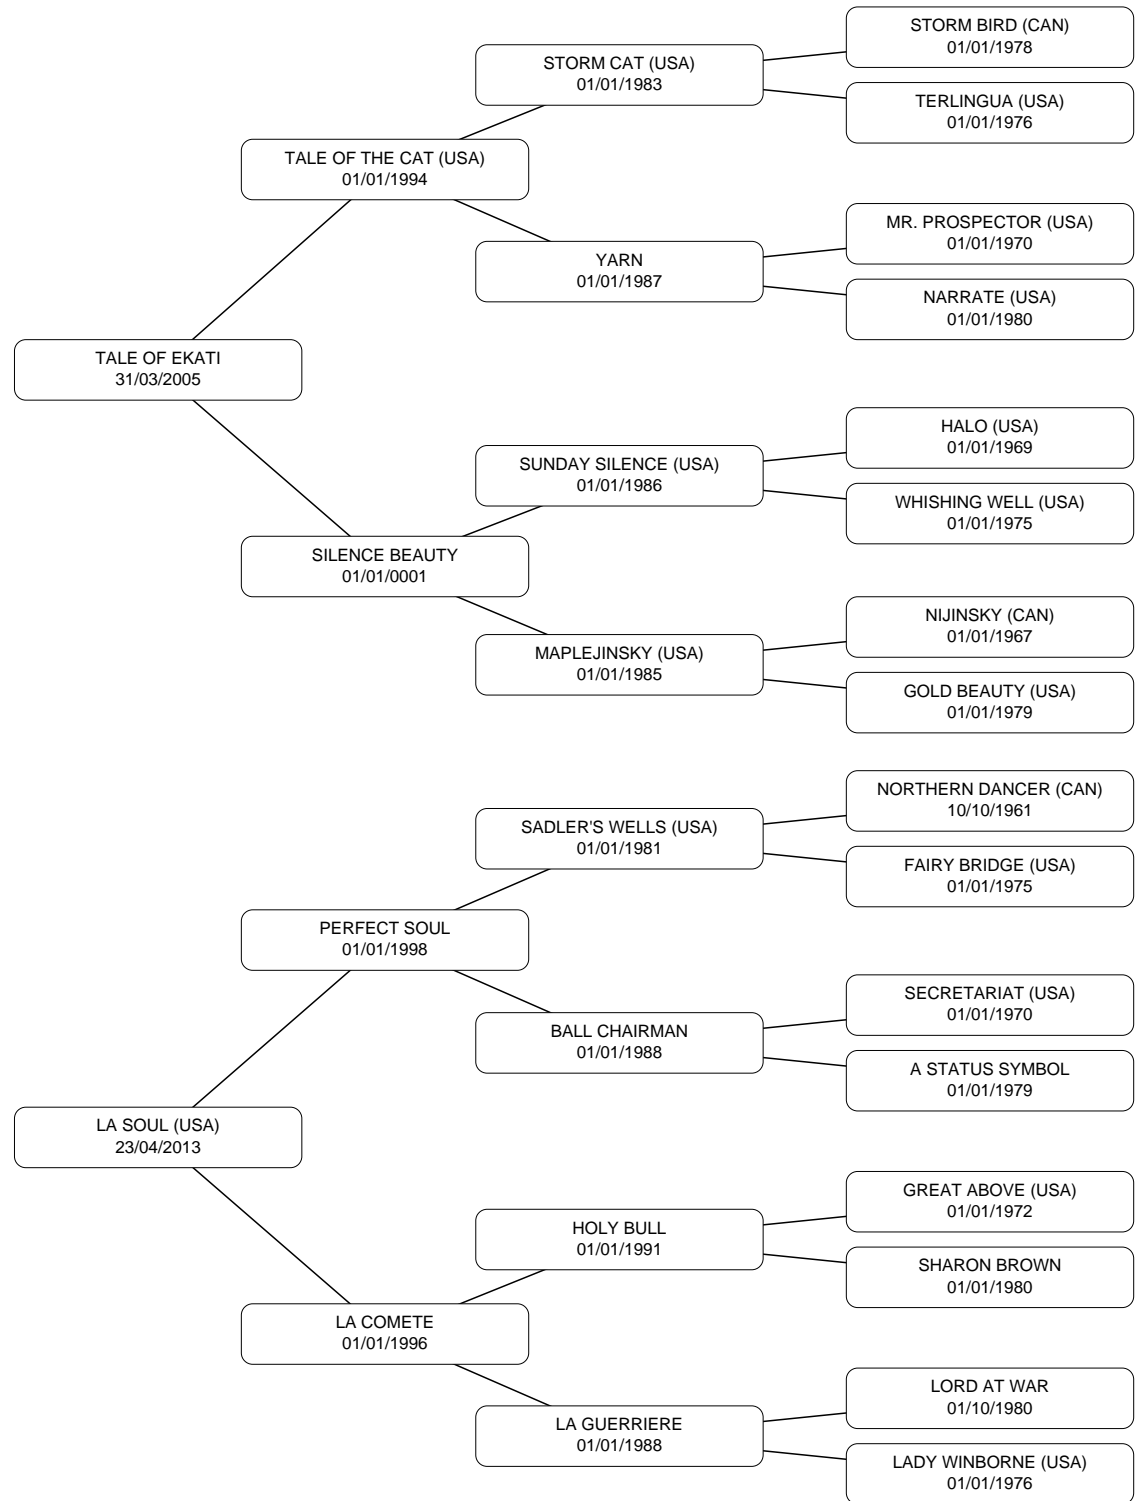 STORM BIRD (CAN)
01/01/1978
STORM CAT (USA)
01/01/1983
TERLINGUA (USA)
01/01/1976
TALE OF THE CAT (USA)
01/01/1994
MR. PROSPECTOR (USA)
01/01/1970
YARN
01/01/1987
NARRATE (USA)
01/01/1980
TALE OF EKATI
31/03/2005
HALO (USA)
01/01/1969
SUNDAY SILENCE (USA)
01/01/1986
WHISHING WELL (USA)
01/01/1975
SILENCE BEAUTY
01/01/0001
NIJINSKY (CAN)
01/01/1967
MAPLEJINSKY (USA)
01/01/1985
GOLD BEAUTY (USA)
01/01/1979
NORTHERN DANCER (CAN)
10/10/1961
SADLER'S WELLS (USA)
01/01/1981
FAIRY BRIDGE (USA)
01/01/1975
PERFECT SOUL
01/01/1998
SECRETARIAT (USA)
01/01/1970
BALL CHAIRMAN
01/01/1988
A STATUS SYMBOL
01/01/1979
LA SOUL (USA)
23/04/2013
GREAT ABOVE (USA)
01/01/1972
HOLY BULL
01/01/1991
SHARON BROWN
01/01/1980
LA COMETE
01/01/1996
LORD AT WAR
01/10/1980
LA GUERRIERE
01/01/1988
LADY WINBORNE (USA)
01/01/1976